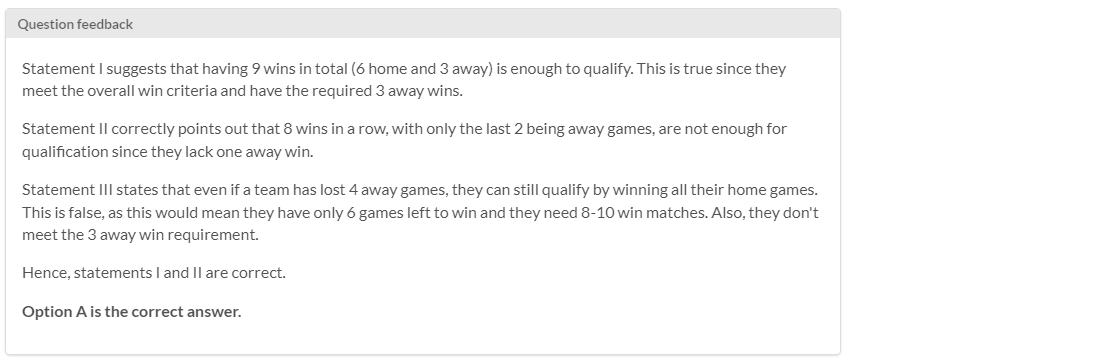 Question feedback
Statement I suggests that having 9 wins in total (6 home and 3 away) is enough to qualify. This is true since they
meet the overall win criteria and have the required 3 away wins.
Statement II correctly points out that 8 wins in a row, with only the last 2 being away games, are not enough for
qualification since they lack one away win.
Statement III states that even if a team has lost 4 away games, they can still qualify by winning all their home games.
This is false, as this would mean they have only 6 games left to win and they need 8-10 win matches. Also, they don't
meet the 3 away win requirement.
Hence, statements I and II are correct.
Option A is the correct answer.